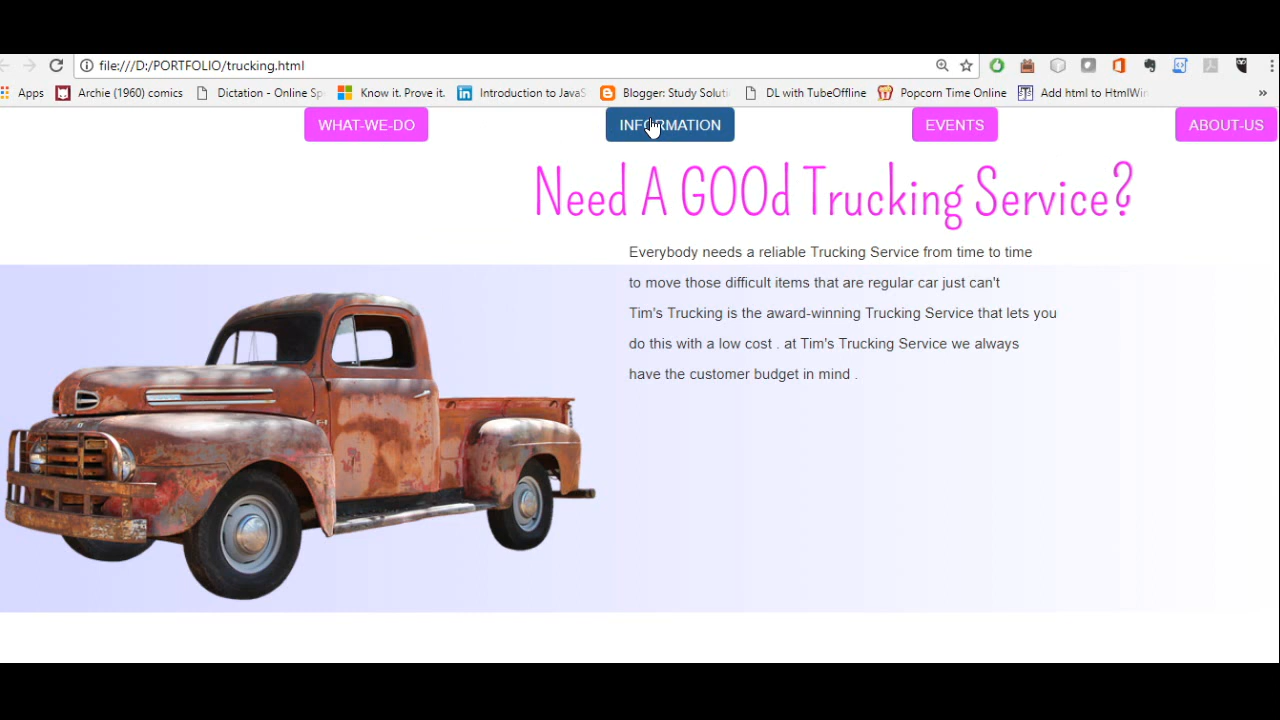 file:///D:/PORTFOLIO/trucking.html
Apps Archie (1960) comics Dictation - Online Sp Know it. Prove it. Introduction to JavaS Blogger: Study Soluti DL with TubeOffline Popcorn Time Online Add html to HtmlWin »
WHAT-WE-DO INFORMATION EVENTS ABOUT-US
Need A GOOd Trucking Service?
Everybody needs a reliable Trucking Service from time to time
to move those difficult items that are regular car just can't
Tim's Trucking is the award-winning Trucking Service that lets you
do this with a low cost . at Tim's Trucking Service we always
have the customer budget in mind .